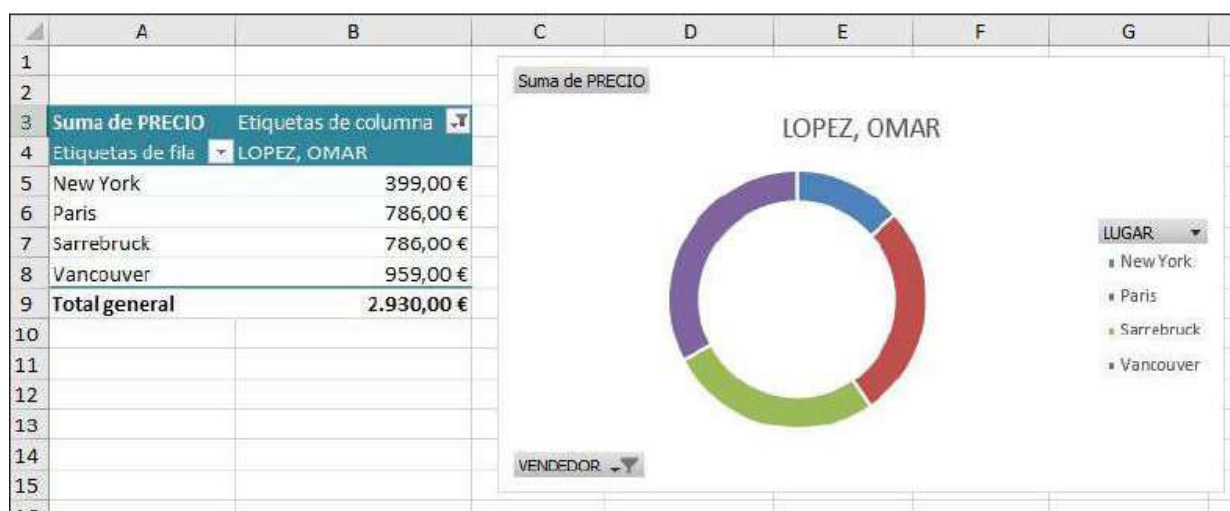 A B C D E F G
1
2
3 Suma de PRECIO Etiquetas de columna
4 Etiquetas de fila LOPEZ, OMAR
5 New York 399,00 €
6 Paris 786,00 €
7 Sarrebruck 786,00 €
8 Vancouver 959,00 €
9 Total general 2.930,00 €
10
11
12
13
14
15
Suma de PRECIO
LOPEZ, OMAR
LUGAR
New York
Paris
Sarrebruck
Vancouver
VENDEDOR